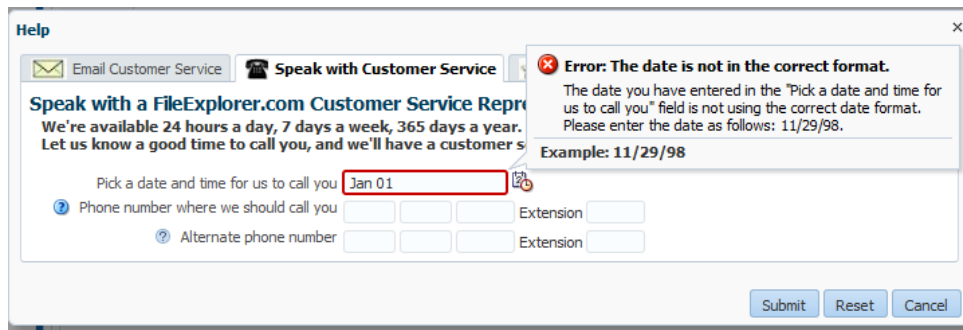 Help
Email Customer Service
Speak with Customer Service
Error: The date is not in the correct format.
The date you have entered in the "Pick a date and time for
us to call you" field is not using the correct date format.
Please enter the date as follows: 11/29/98.
Example: 11/29/98
Speak with a FileExplorer.com Customer Service Repre
We're available 24 hours a day, 7 days a week, 365 days a year.
Let us know a good time to call you, and we'll have a customer s
Pick a date and time for us to call you Jan 01
Phone number where we should call you Extension
Alternate phone number Extension
Submit Reset Cancel